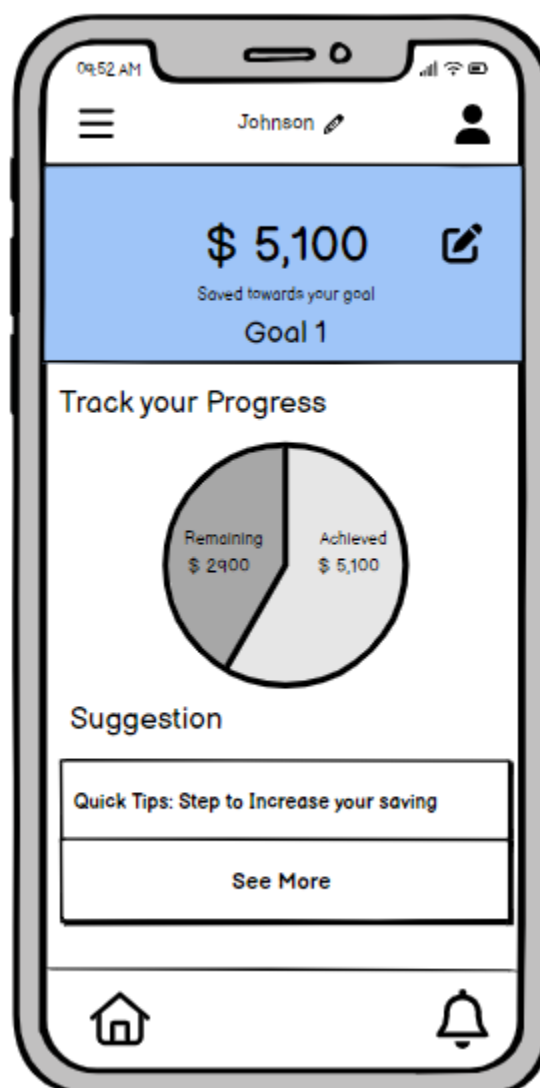 09:52 AM
Johnson
$ 5,100
Saved towards your goal
Goal 1
Track your Progress
Remaining
$ 2900
Achieved
$ 5,100
Suggestion
Quick Tips: Step to Increase your saving
See More